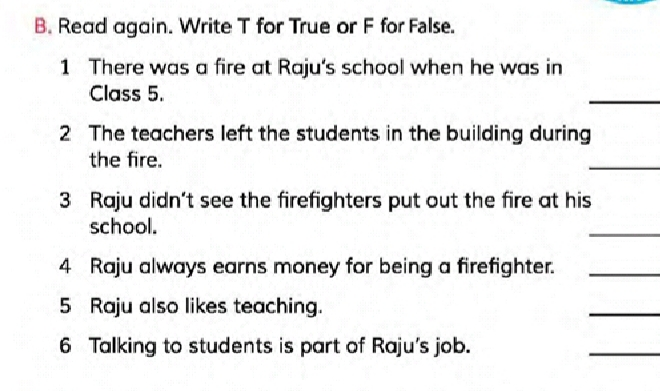 B. Read again. Write T for True or F for False.
1 There was a fire at Raju's school when he was in
Class 5.
2 The teachers left the students in the building during
the fire.
3 Raju didn't see the firefighters put out the fire at his
school.
4 Raju always earns money for being a firefighter.
5 Raju also likes teaching.
6 Talking to students is part of Raju's job.